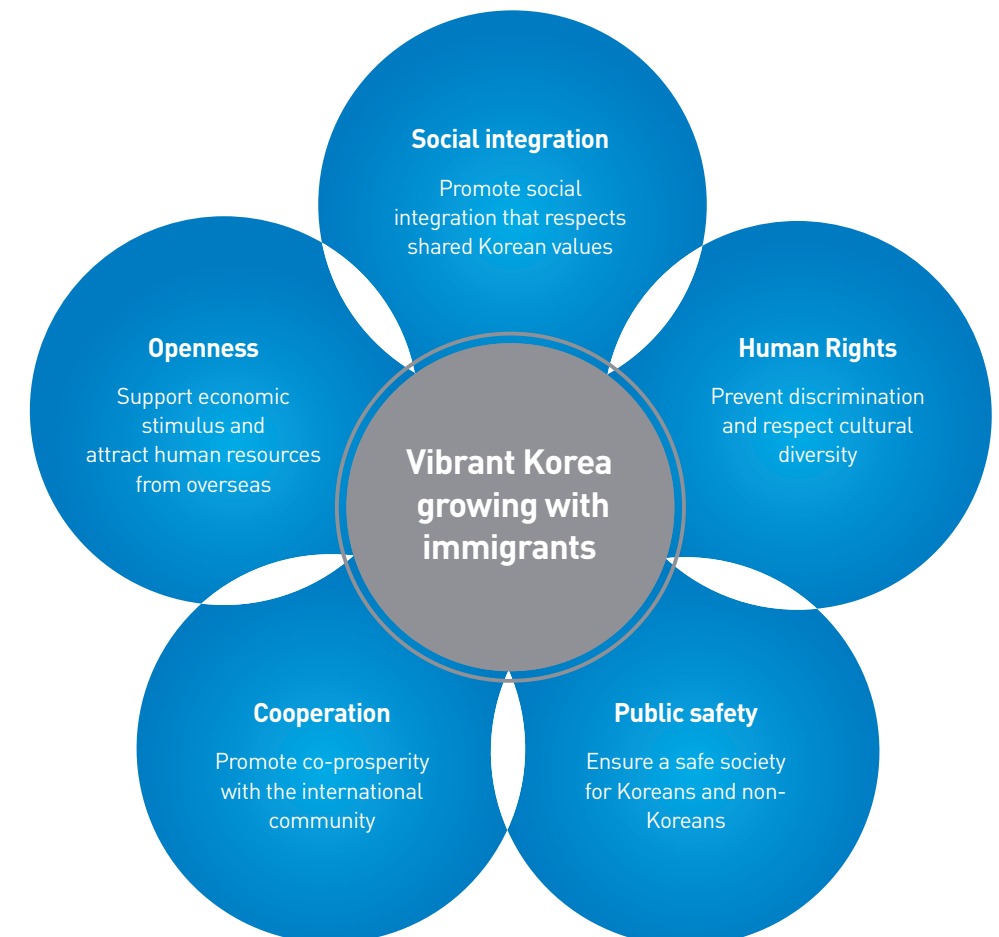 Social integration
Promote social
integration that respects
shared Korean values
Openness
Support economic
stimulus and
attract human resources
from overseas
Human Rights
Prevent discrimination
and respect cultural
diversity
Vibrant Korea
growing with
immigrants
Cooperation
Promote co-prosperity
with the international
community
Public safety
Ensure a safe society
for Koreans and non-
Koreans